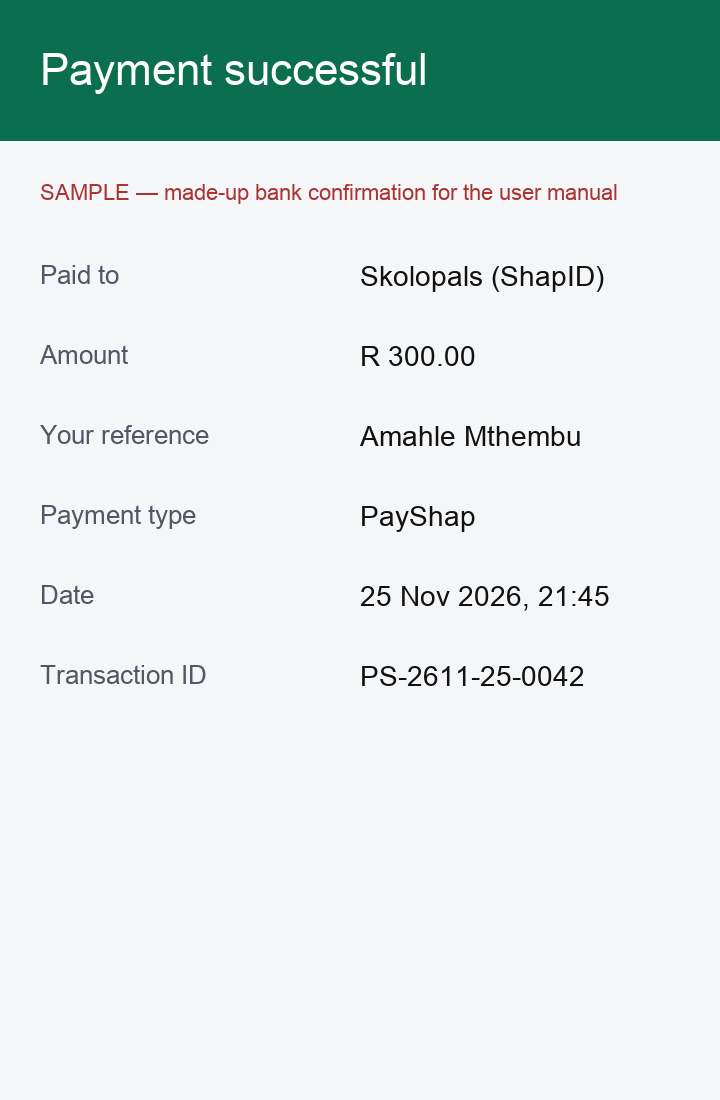 Payment successful
SAMPLE — made-up bank confirmation for the user manual
Paid to Skolopals (ShapID)
Amount R 300.00
Your reference Amahle Mthembu
Payment type PayShap
Date 25 Nov 2026, 21:45
Transaction ID PS-2611-25-0042